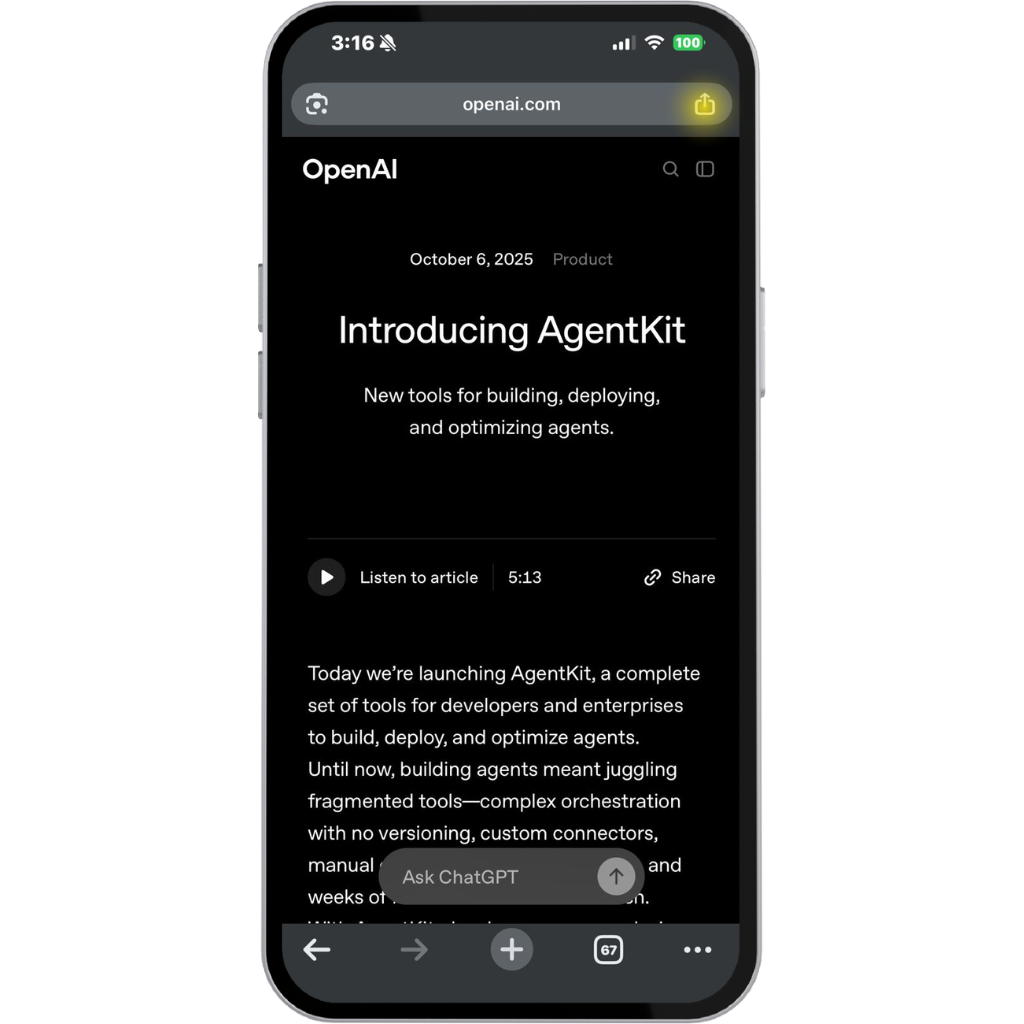 3:16
100
openai.com
OpenAI
October 6, 2025 Product
Introducing AgentKit
New tools for building, deploying,
and optimizing agents.
Listen to article 5:13 Share
Today we’re launching AgentKit, a complete
set of tools for developers and enterprises
to build, deploy, and optimize agents.
Until now, building agents meant juggling
fragmented tools—complex orchestration
with no versioning, custom connectors,
manual and
Ask ChatGPT
weeks of
67